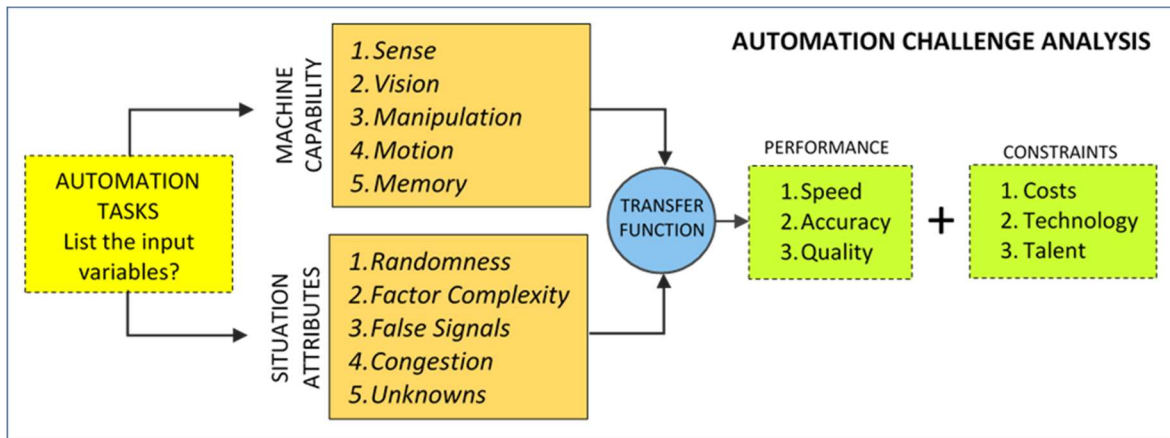 AUTOMATION CHALLENGE ANALYSIS
AUTOMATION
TASKS
List the input
variables?
MACHINE
CAPABILITY
1. Sense
2. Vision
3. Manipulation
4. Motion
5. Memory
SITUATION
ATTRIBUTES
1. Randomness
2. Factor Complexity
3. False Signals
4. Congestion
5. Unknowns
TRANSFER
FUNCTION
PERFORMANCE
1. Speed
2. Accuracy
3. Quality
+
CONSTRAINTS
1. Costs
2. Technology
3. Talent